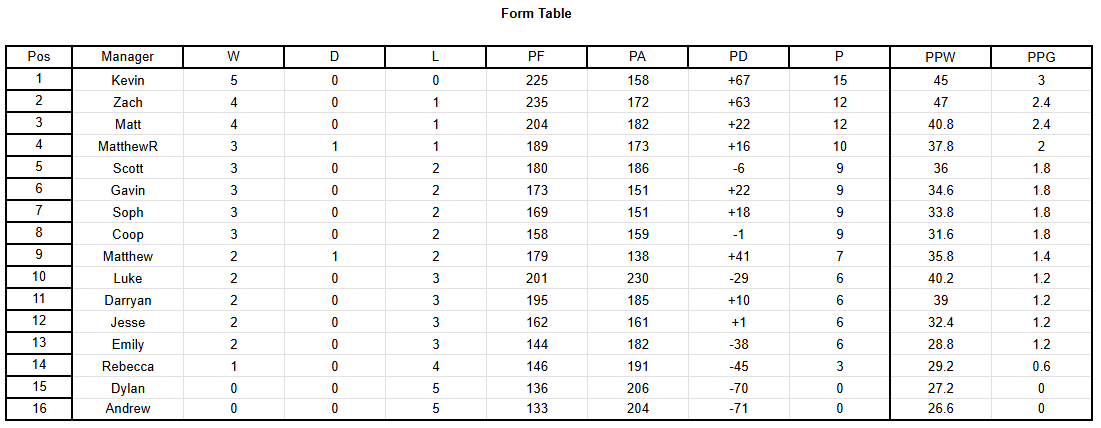 Form Table
Pos Manager W D L PF PA PD P PPW PPG
1 Kevin 5 0 0 225 158 +67 15 45 3
2 Zach 4 0 1 235 172 +63 12 47 2.4
3 Matt 4 0 1 204 182 +22 12 40.8 2.4
4 MatthewR 3 1 1 189 173 +16 10 37.8 2
5 Scott 3 0 2 180 186 -6 9 36 1.8
6 Gavin 3 0 2 173 151 +22 9 34.6 1.8
7 Soph 3 0 2 169 151 +18 9 33.8 1.8
8 Coop 3 0 2 158 159 -1 9 31.6 1.8
9 Matthew 2 1 2 179 138 +41 7 35.8 1.4
10 Luke 2 0 3 201 230 -29 6 40.2 1.2
11 Darryan 2 0 3 195 185 +10 6 39 1.2
12 Jesse 2 0 3 162 161 +1 6 32.4 1.2
13 Emily 2 0 3 144 182 -38 6 28.8 1.2
14 Rebecca 1 0 4 146 191 -45 3 29.2 0.6
15 Dylan 0 0 5 136 206 -70 0 27.2 0
16 Andrew 0 0 5 133 204 -71 0 26.6 0